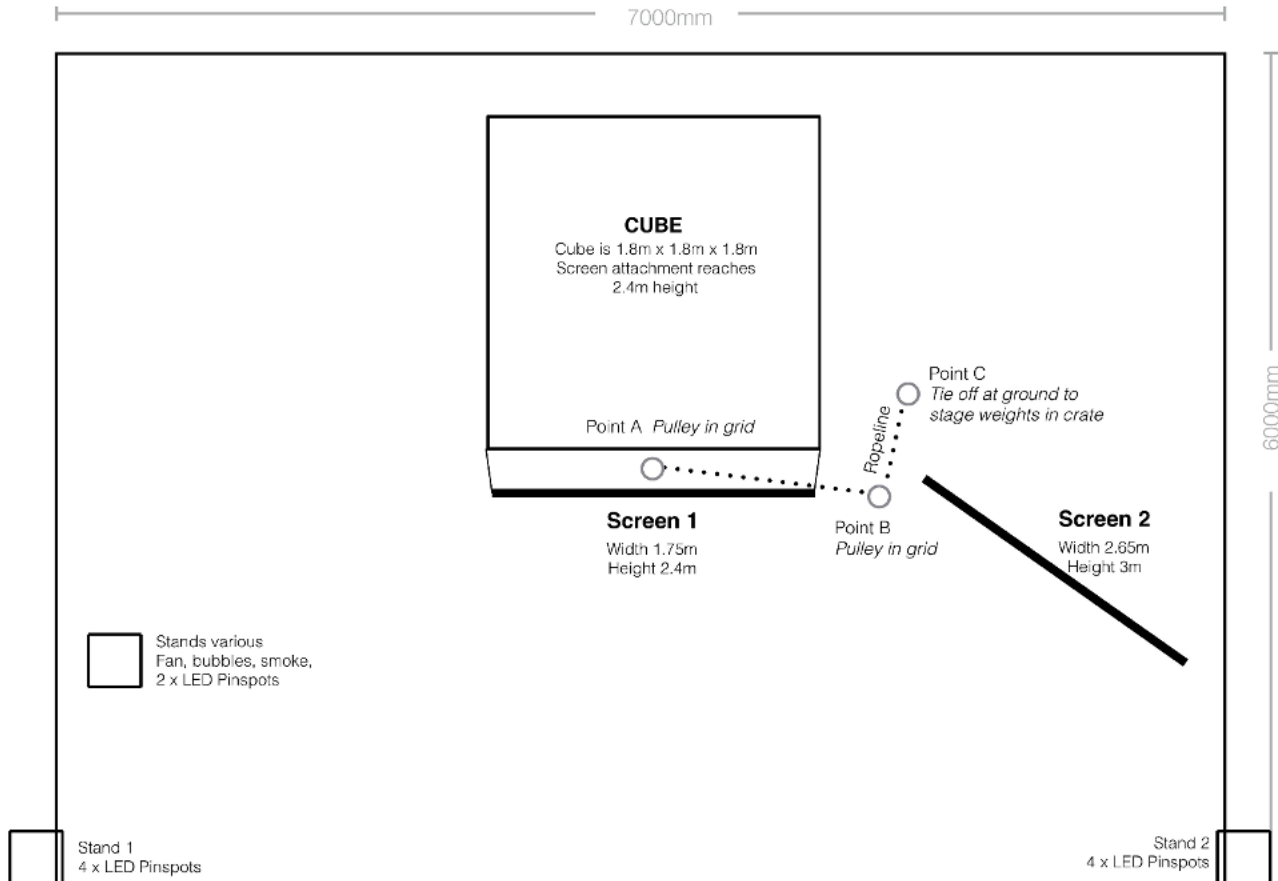 7000mm
CUBE
Cube is 1.8m x 1.8m x 1.8m
Screen attachment reaches
2.4m height
Point C
Tie off at ground to
stage weights in crate
6000mm
Ropeline
Point A Pulley in grid
Screen 1
Width 1.75m
Height 2.4m
Point B
Pulley in grid
Screen 2
Width 2.65m
Height 3m
Stands various
Fan, bubbles, smoke,
2 x LED Pinspots
Stand 1
4 x LED Pinspots
Stand 2
4 x LED Pinspots